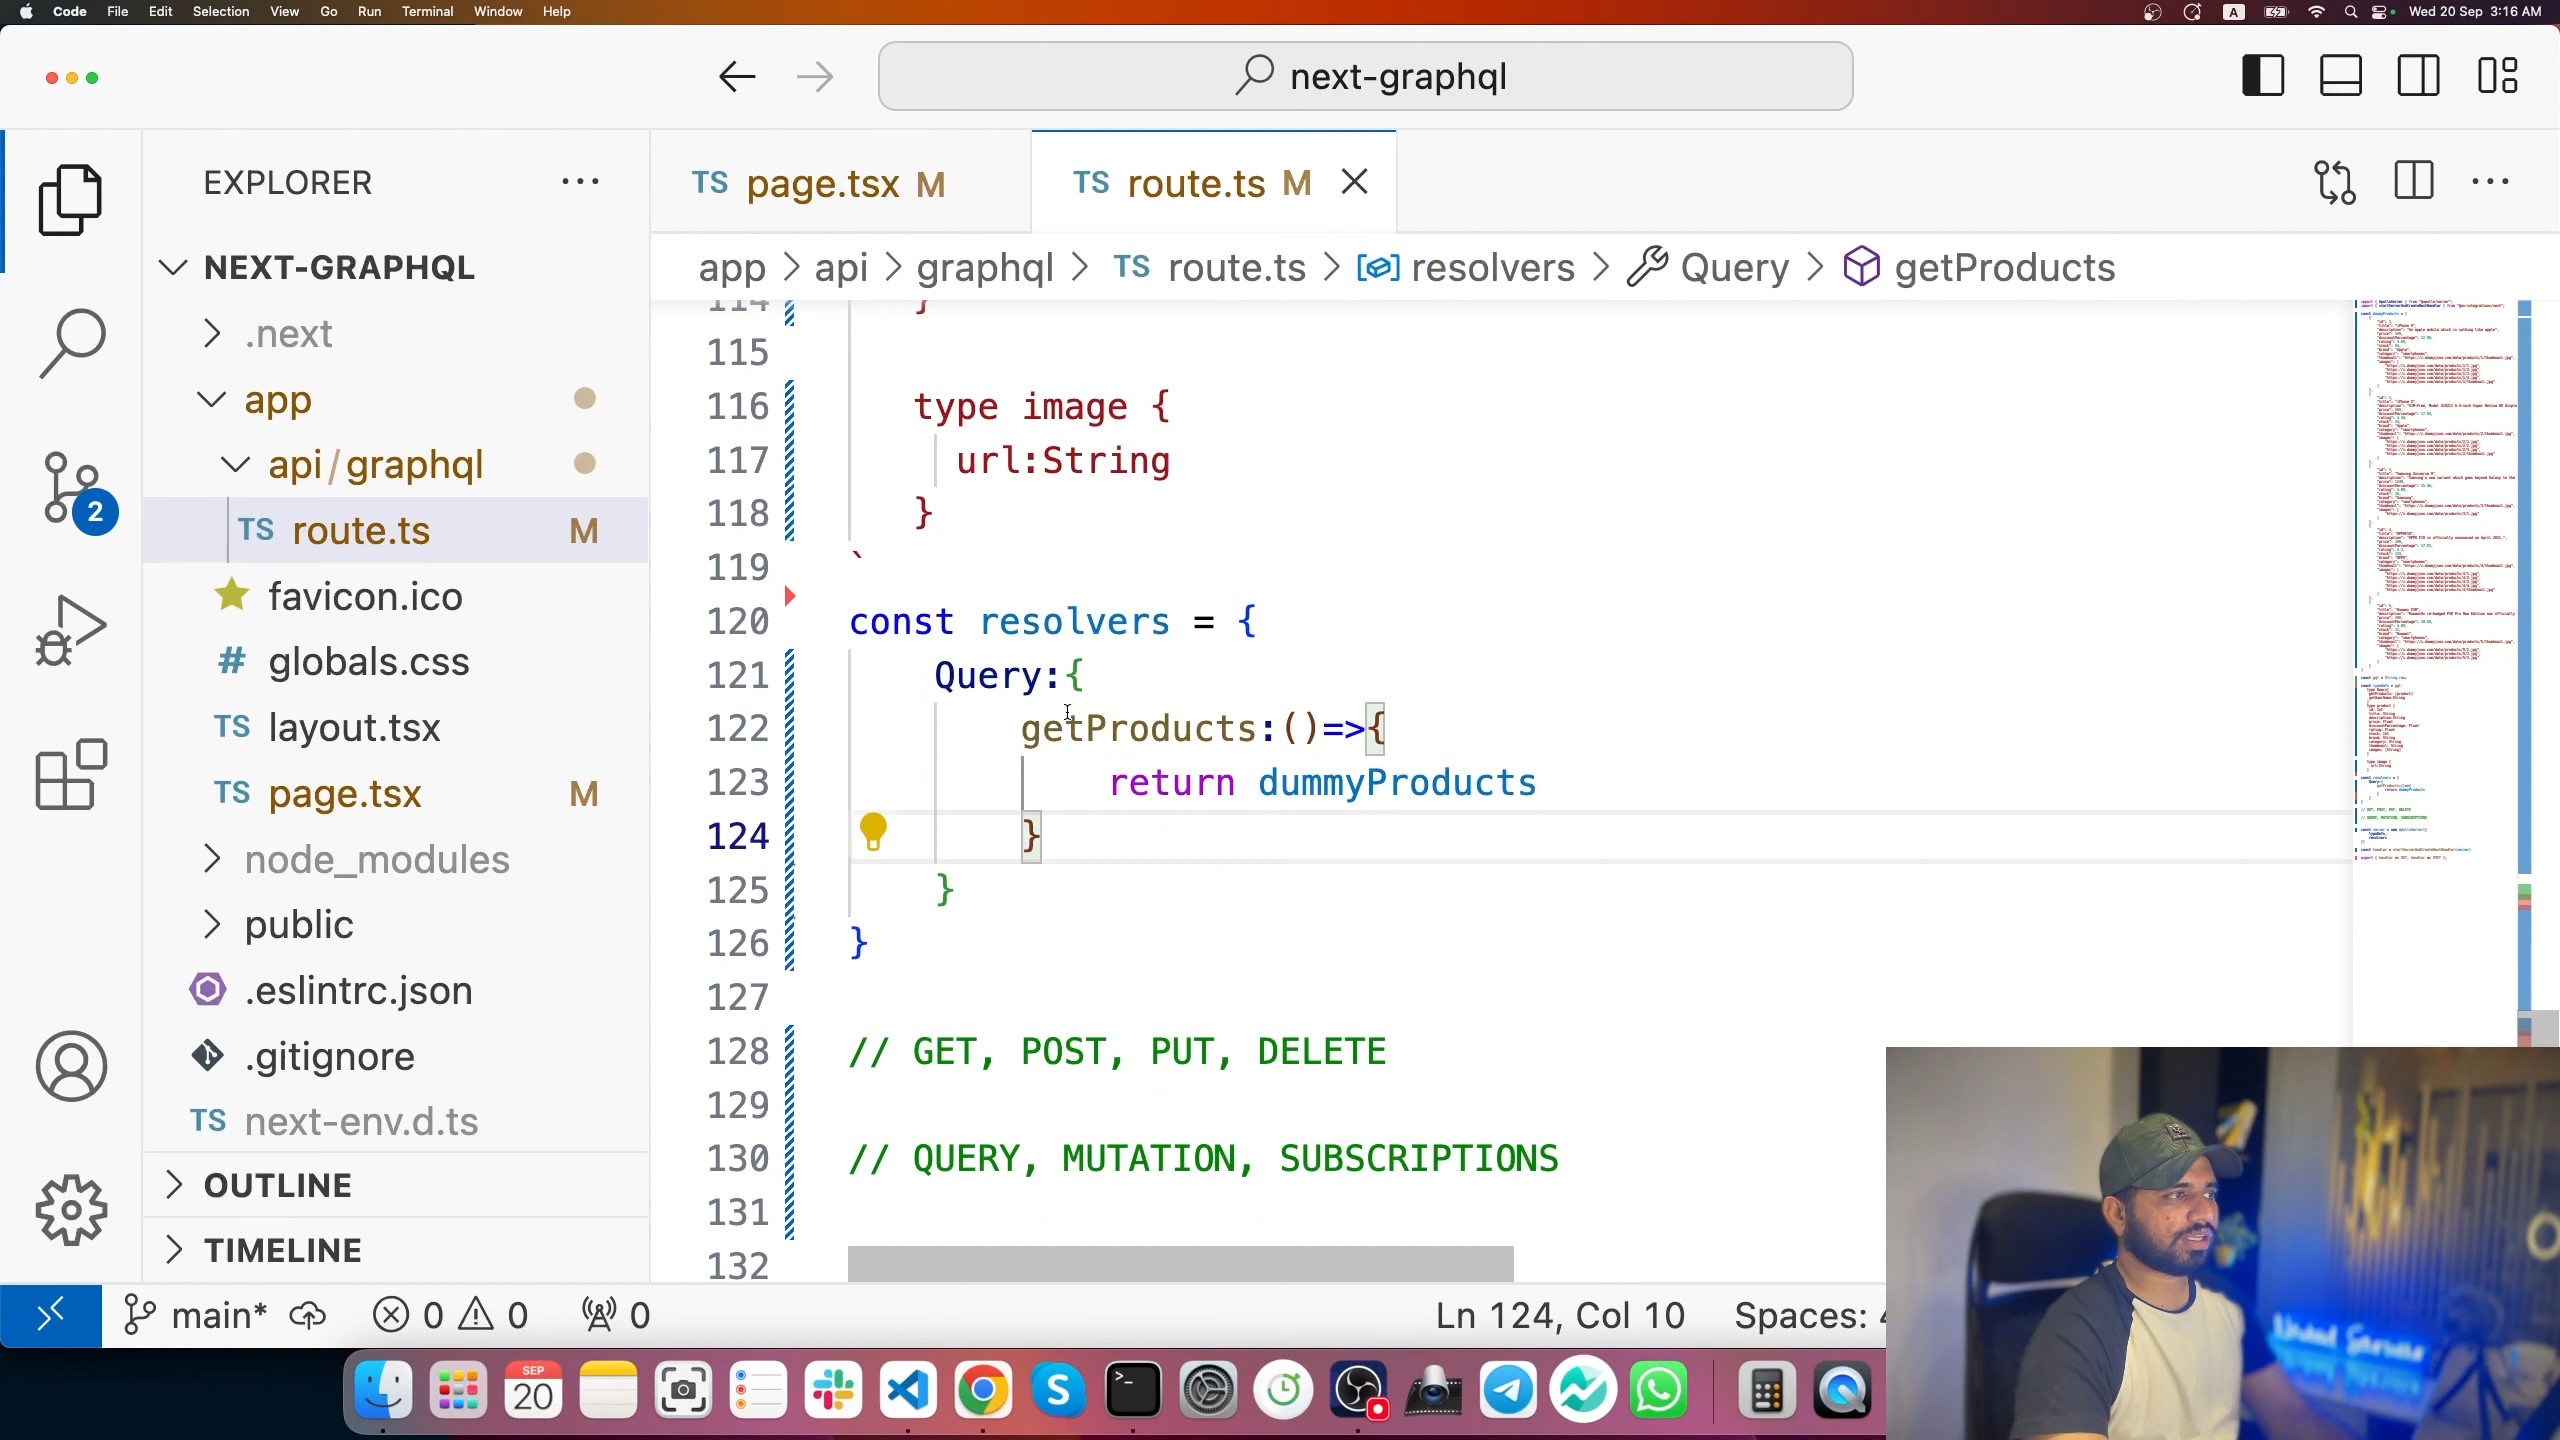 Code File Edit Selection View Go Run Terminal Window Help
A Wed 20 Sep 3:16 AM
next-graphql
EXPLORER
NEXT-GRAPHQL
.next
app
api/graphql
TS route.ts M
favicon.ico
# globals.css
TS layout.tsx
TS page.tsx M
node_modules
public
.eslintrc.json
.gitignore
TS next-env.d.ts
OUTLINE
TIMELINE
2
TS page.tsx M
TS route.ts M
app > api > graphql > TS route.ts > resolvers > Query > getProducts
114 }
115
116 type image {
117 url:String
118 }
119 `
120 const resolvers = {
121 Query:{
122 getProducts:()=>{
123 return dummyProducts
124 }
125 }
126 }
127
128 // GET, POST, PUT, DELETE
129
130 // QUERY, MUTATION, SUBSCRIPTIONS
131
132
main* 0 0 0
Ln 124, Col 10 Spaces:
SEP
20
S